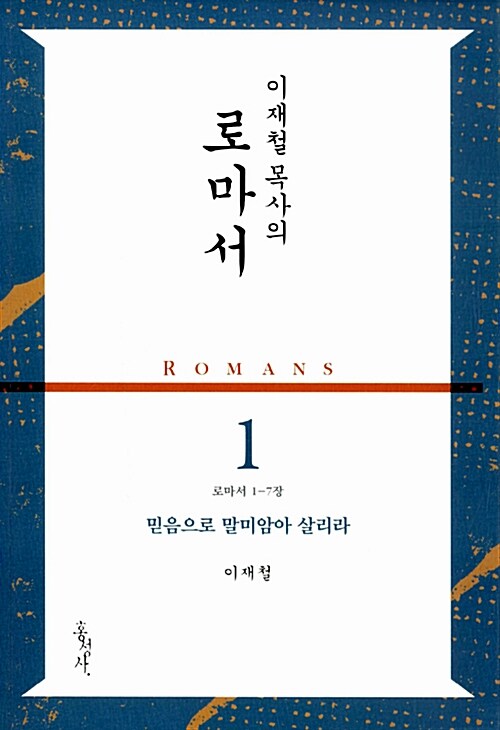 이재철 목사의
로마서
ROMANS
1
로마서 1-7장
믿음으로 말미암아 살리라
이재철
홍성사.